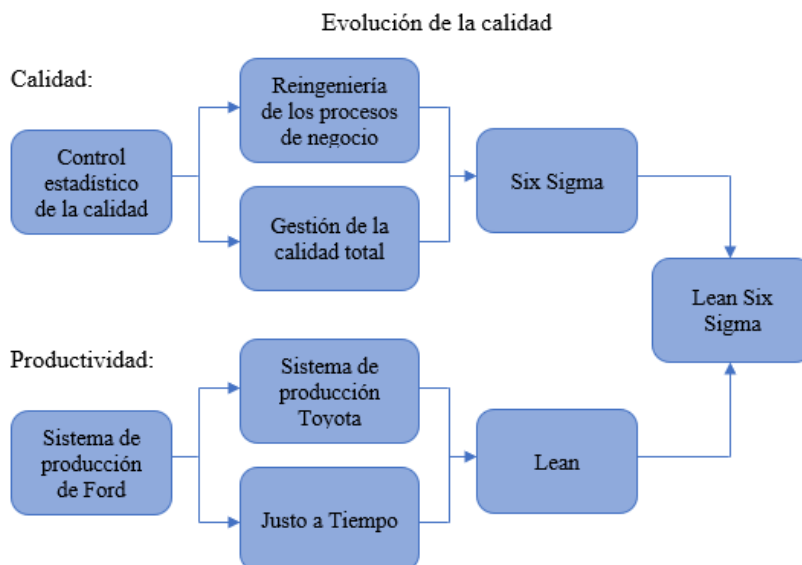 Evolución de la calidad
Calidad:
Control
estadístico
de la calidad
Reingeniería
de los procesos
de negocio
Gestión de la
calidad total
Six Sigma
Lean Six
Sigma
Productividad:
Sistema de
producción
de Ford
Sistema de
producción
Toyota
Justo a Tiempo
Lean